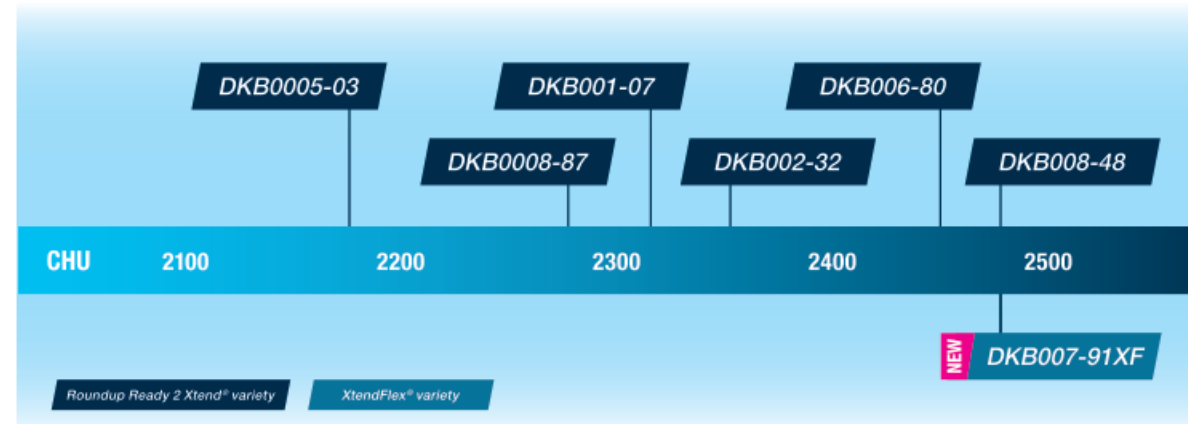 DKB0005-03
DKB001-07
DKB006-80
DKB0008-87
DKB002-32
DKB008-48
CHU 2100 2200 2300 2400 2500
NEW DKB007-91XF
Roundup Ready 2 Xtend® variety
XtendFlex® variety